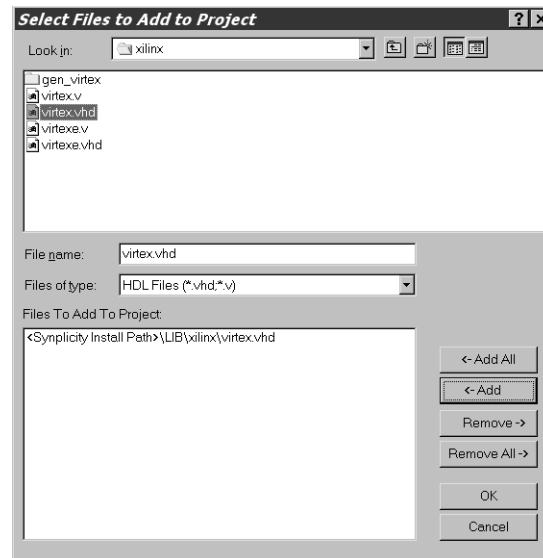 Select Files to Add to Project
Look in: xilinx
gen_virtex
virtex.v
virtex.vhd
virtexe.v
virtexe.vhd
File name: virtex.vhd
Files of type: HDL Files (*.vhd;*.v)
Files To Add To Project:
<Synplicity Install Path>\LIB\xilinx\virtex.vhd
<- Add All
<- Add
Remove ->
Remove All ->
OK
Cancel